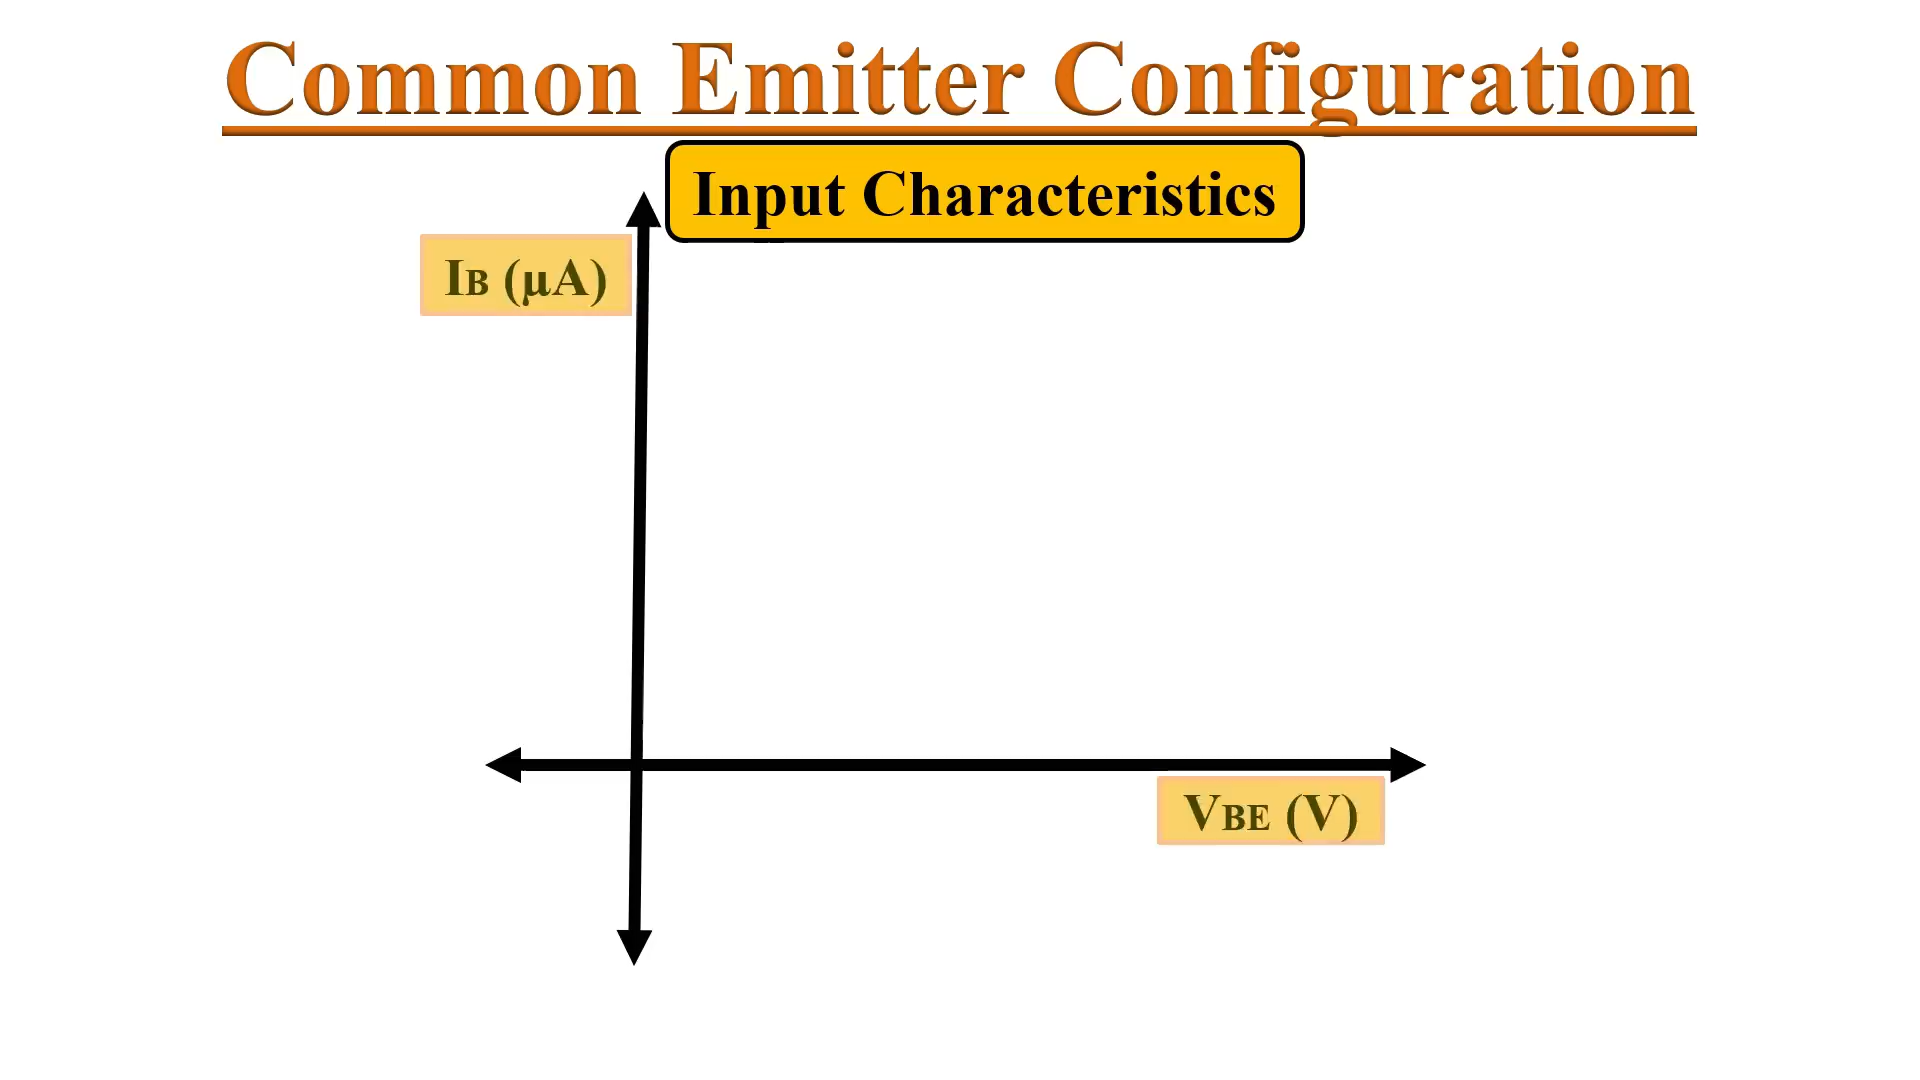 Common Emitter Configuration
Input Characteristics
IB (μA)
VBE (V)